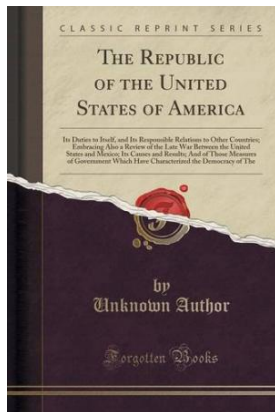 CLASSIC REPRINT SERIES
THE REPUBLIC
OF THE UNITED
STATES OF AMERICA
Its Duties to Itself, and Its Responsible Relations to Other Countries;
Embracing Also a Review of the Late War Between the United
States and Mexico; Its Causes and Results; And of Those Measures
of Government Which Have Characterized the Democracy of The
by
Unknown Author
Forgotten Books